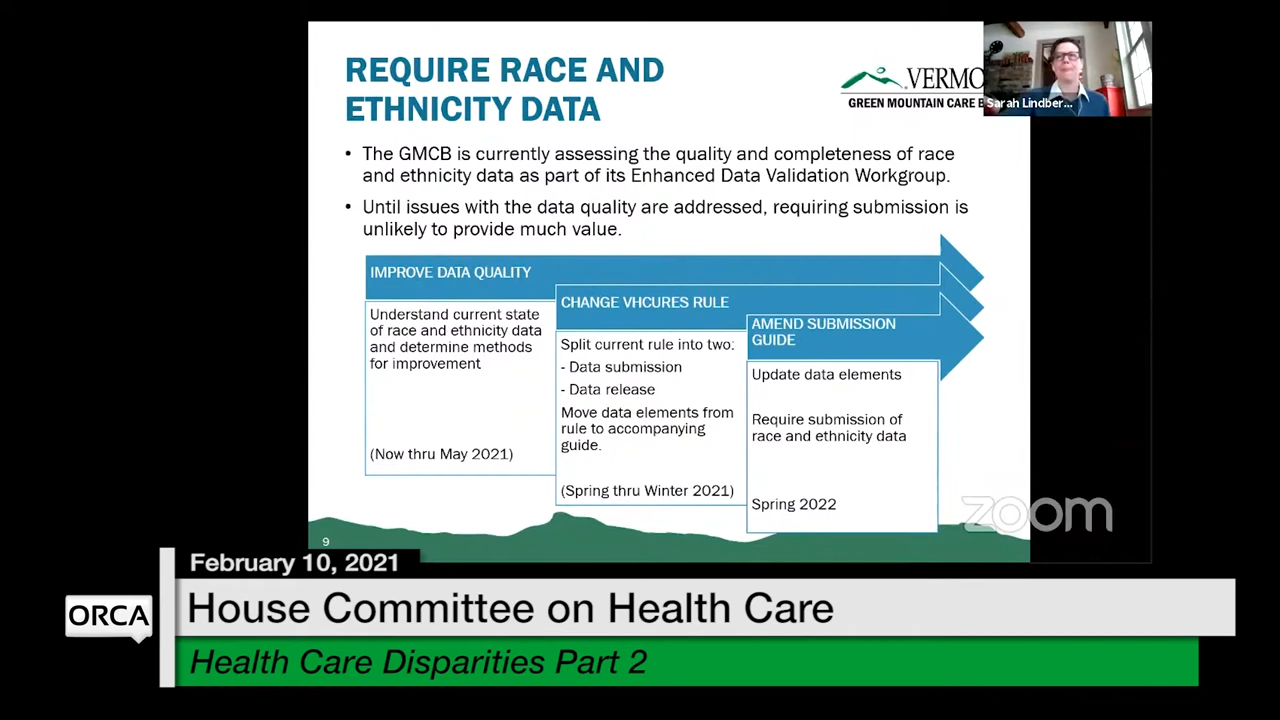 REQUIRE RACE AND
ETHNICITY DATA
VERMO
GREEN MOUNTAIN CARE B
Sarah Lindber...
• The GMCB is currently assessing the quality and completeness of race
and ethnicity data as part of its Enhanced Data Validation Workgroup.
• Until issues with the data quality are addressed, requiring submission is
unlikely to provide much value.
IMPROVE DATA QUALITY
Understand current state
of race and ethnicity data
and determine methods
for improvement
(Now thru May 2021)
CHANGE VHCURES RULE
Split current rule into two:
- Data submission
- Data release
Move data elements from
rule to accompanying
guide.
(Spring thru Winter 2021)
AMEND SUBMISSION
GUIDE
Update data elements
Require submission of
race and ethnicity data
Spring 2022
zoom
9
February 10, 2021
ORCA
House Committee on Health Care
Health Care Disparities Part 2